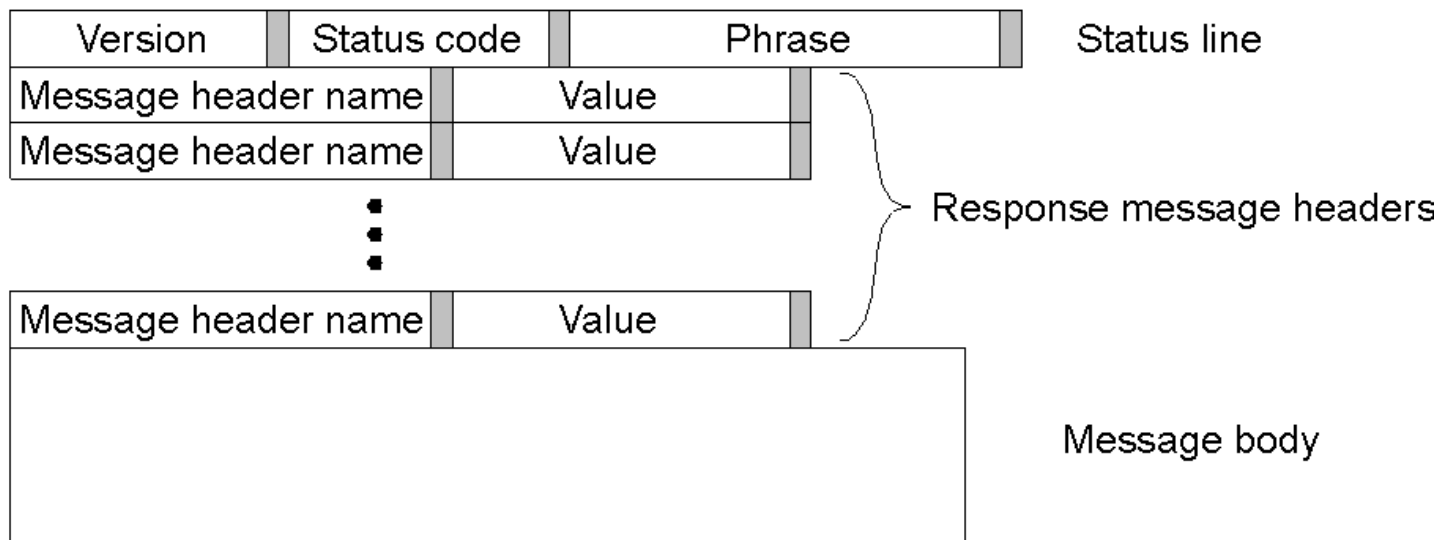 Version Status code Phrase Status line
Message header name Value
Message header name Value
Response message headers
Message header name Value
Message body